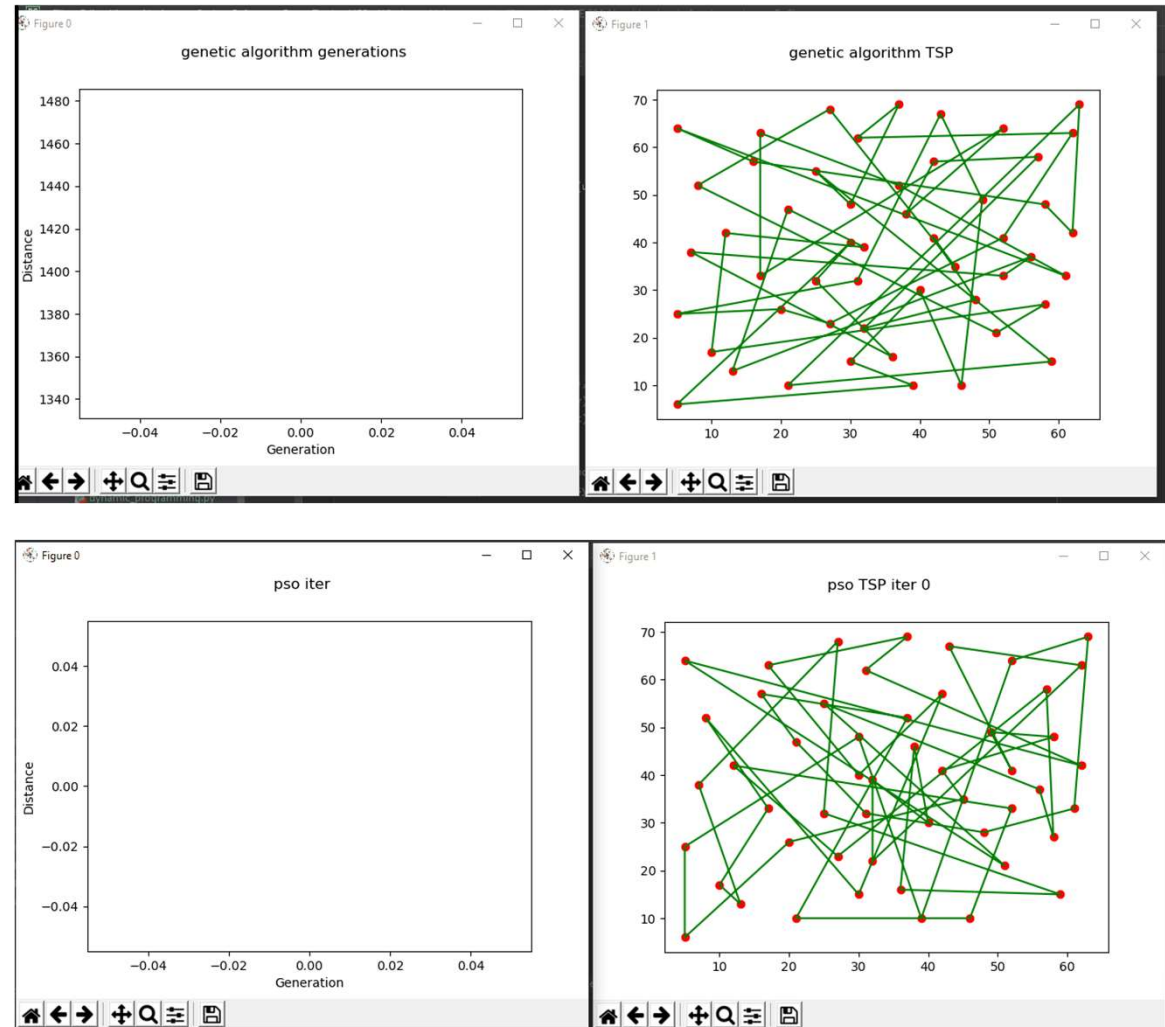 Figure 0
genetic algorithm generations
1480
1460
1440
1420
1400
1380
1360
1340
Distance
−0.04 −0.02 0.00 0.02 0.04
Generation
Figure 1
genetic algorithm TSP
70
60
50
40
30
20
10
10 20 30 40 50 60
dynamic_programming.py
Figure 0
pso iter
0.04
0.02
0.00
−0.02
−0.04
Distance
−0.04 −0.02 0.00 0.02 0.04
Generation
Figure 1
pso TSP iter 0
70
60
50
40
30
20
10
10 20 30 40 50 60